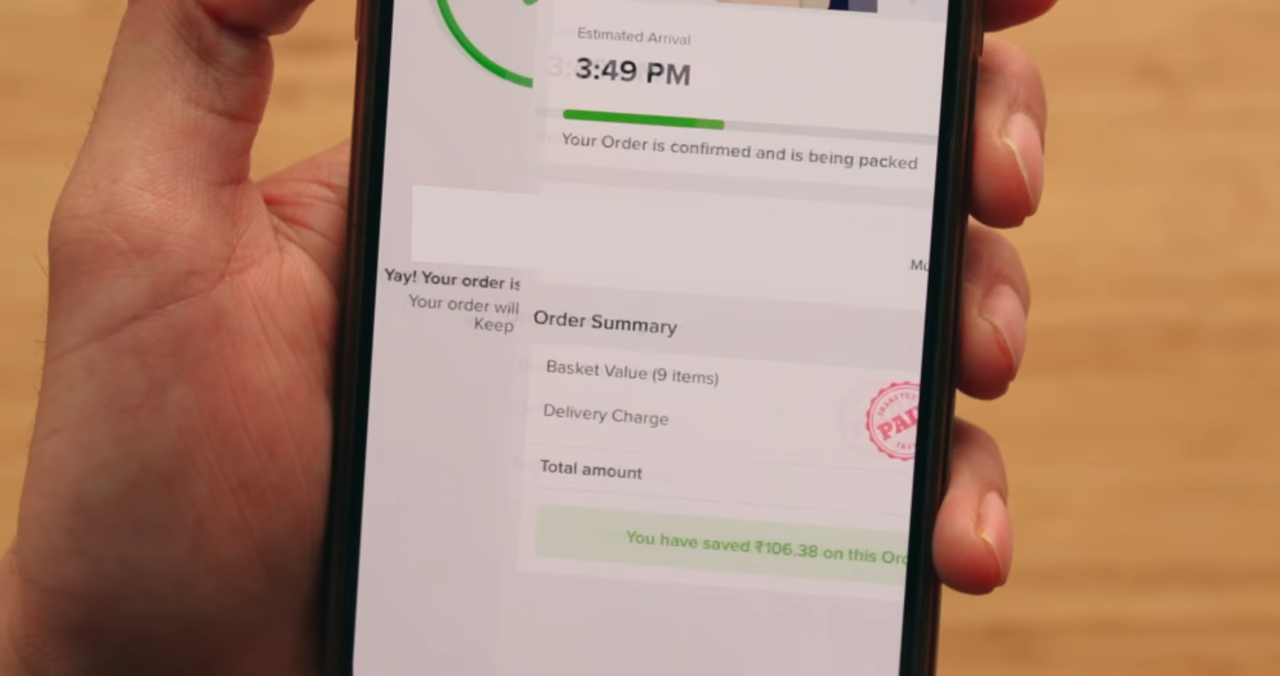 Estimated Arrival
3:49 PM
Your Order is confirmed and is being packed
Yay! Your order is
Your order will
Keep
Order Summary
Basket Value (9 items)
Delivery Charge
Total amount
You have saved ₹106.38 on this